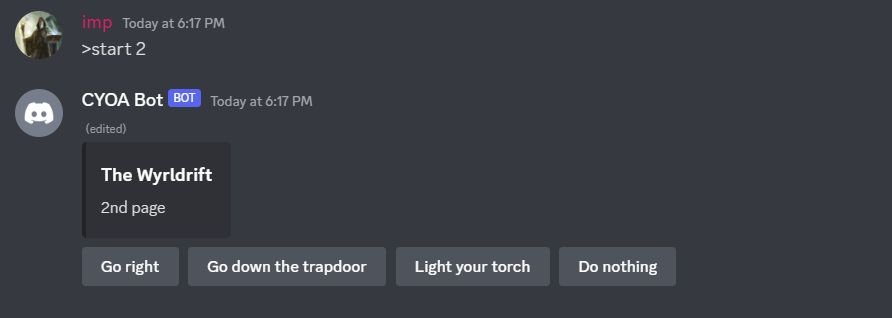 imp Today at 6:17 PM
>start 2
CYOA Bot BOT Today at 6:17 PM
(edited)
The Wyrldrift
2nd page
Go right Go down the trapdoor Light your torch Do nothing